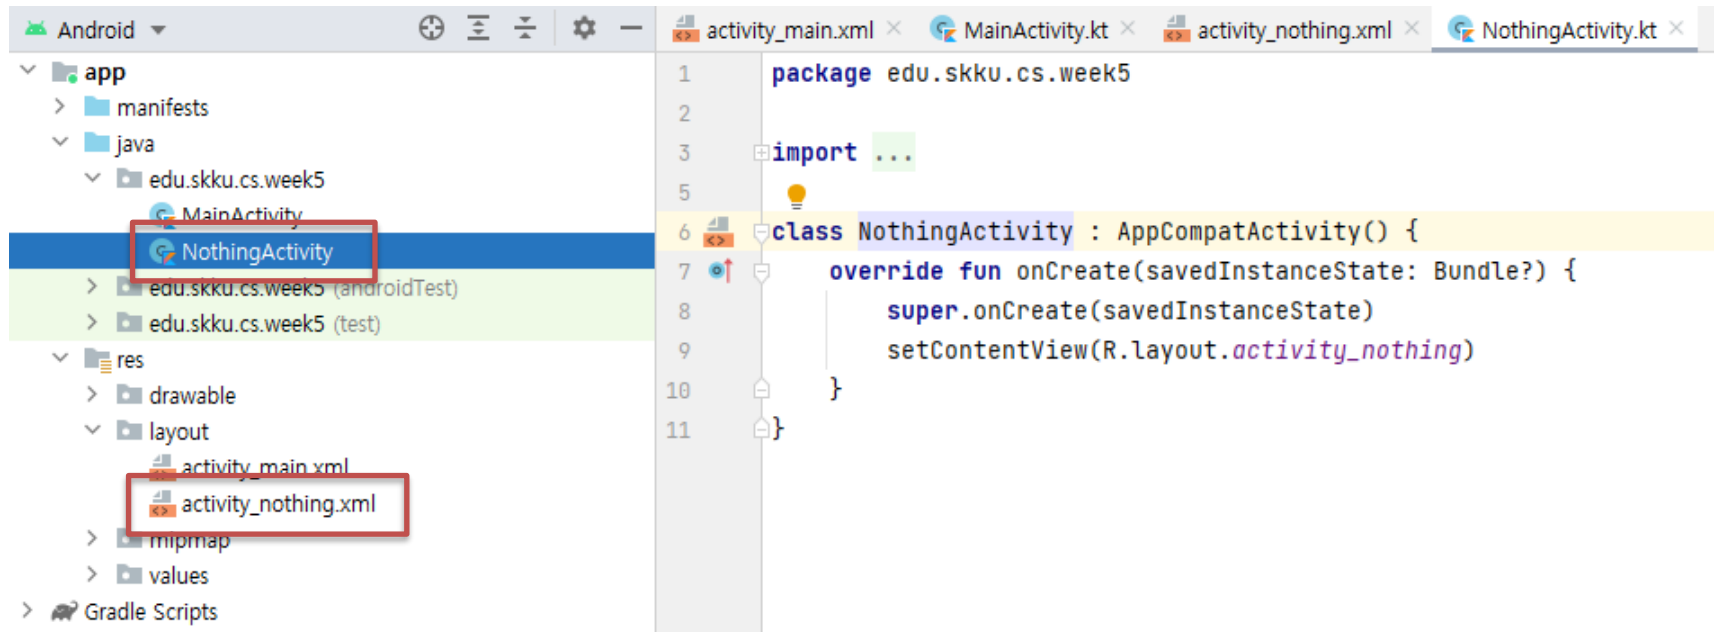 Android
app
manifests
java
edu.skku.cs.week5
MainActivity
NothingActivity
edu.skku.cs.week5 (androidTest)
edu.skku.cs.week5 (test)
res
drawable
layout
activity_main.xml
activity_nothing.xml
mipmap
values
Gradle Scripts
activity_main.xml MainActivity.kt activity_nothing.xml NothingActivity.kt
1 package edu.skku.cs.week5
2
3 import ...
5
6 class NothingActivity : AppCompatActivity() {
7 override fun onCreate(savedInstanceState: Bundle?) {
8 super.onCreate(savedInstanceState)
9 setContentView(R.layout.activity_nothing)
10 }
11 }